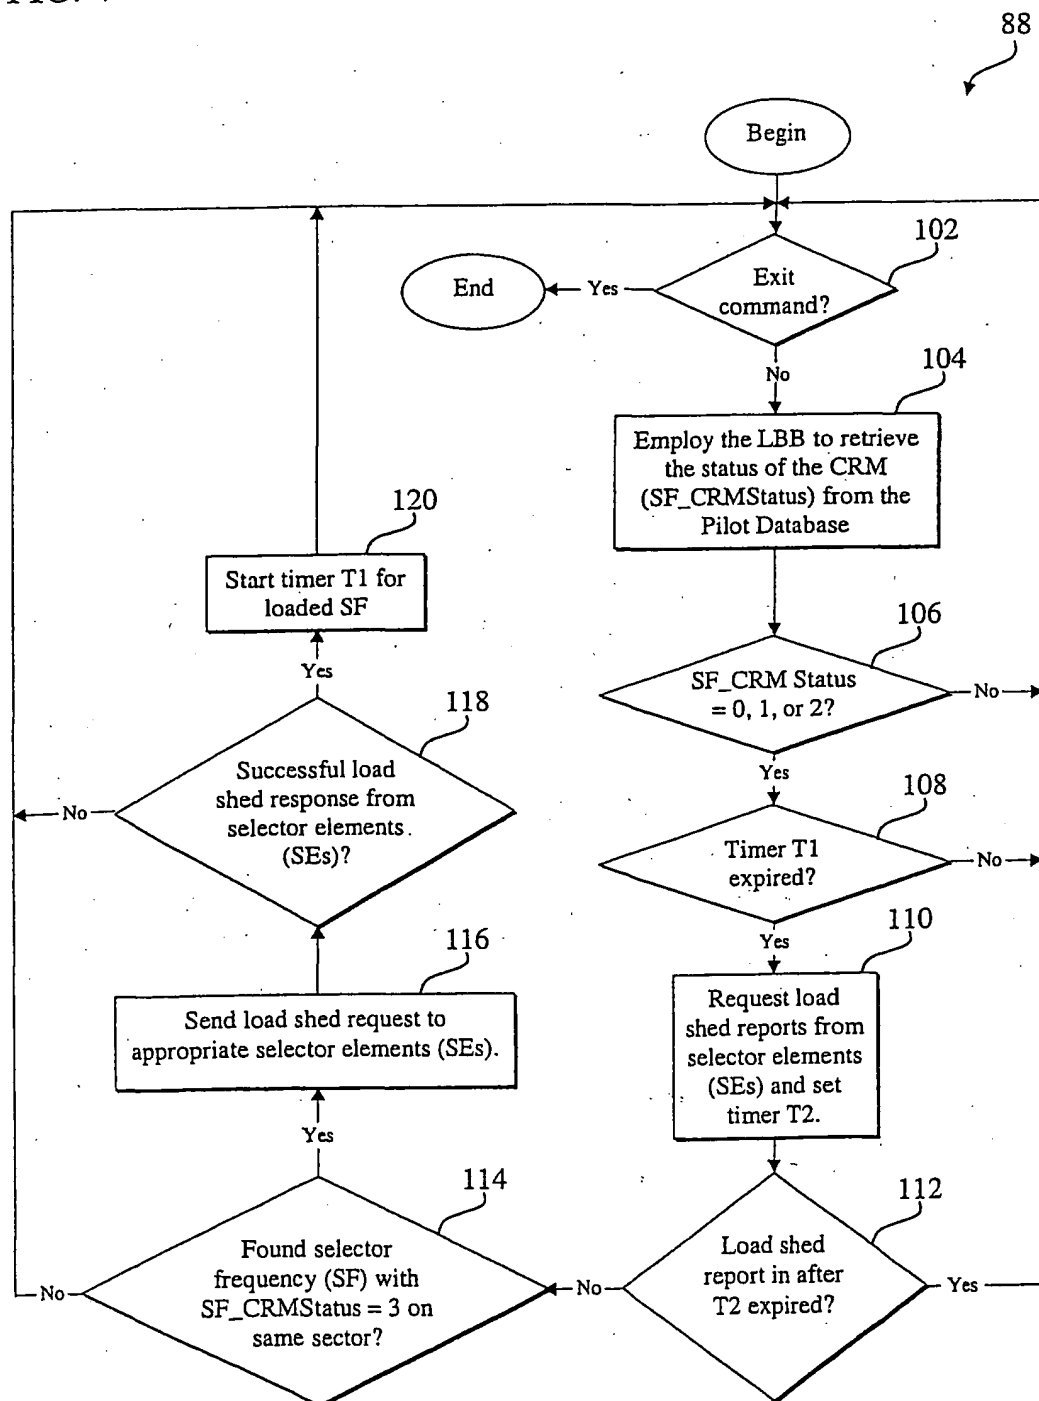 88
Begin
102
Exit
command?
Yes
End
No
104
Employ the LBB to retrieve
the status of the CRM
(SF_CRMStatus) from the
Pilot Database
106
SF_CRM Status
= 0, 1, or 2?
No
Yes
108
Timer T1
expired?
No
Yes
110
Request load
shed reports from
selector elements
(SEs) and set
timer T2.
112
Load shed
report in after
T2 expired?
Yes
No
114
Found selector
frequency (SF) with
SF_CRMStatus = 3 on
same sector?
No
Yes
116
Send load shed request to
appropriate selector elements (SEs).
118
Successful load
shed response from
selector elements.
(SEs)?
No
Yes
120
Start timer T1 for
loaded SF